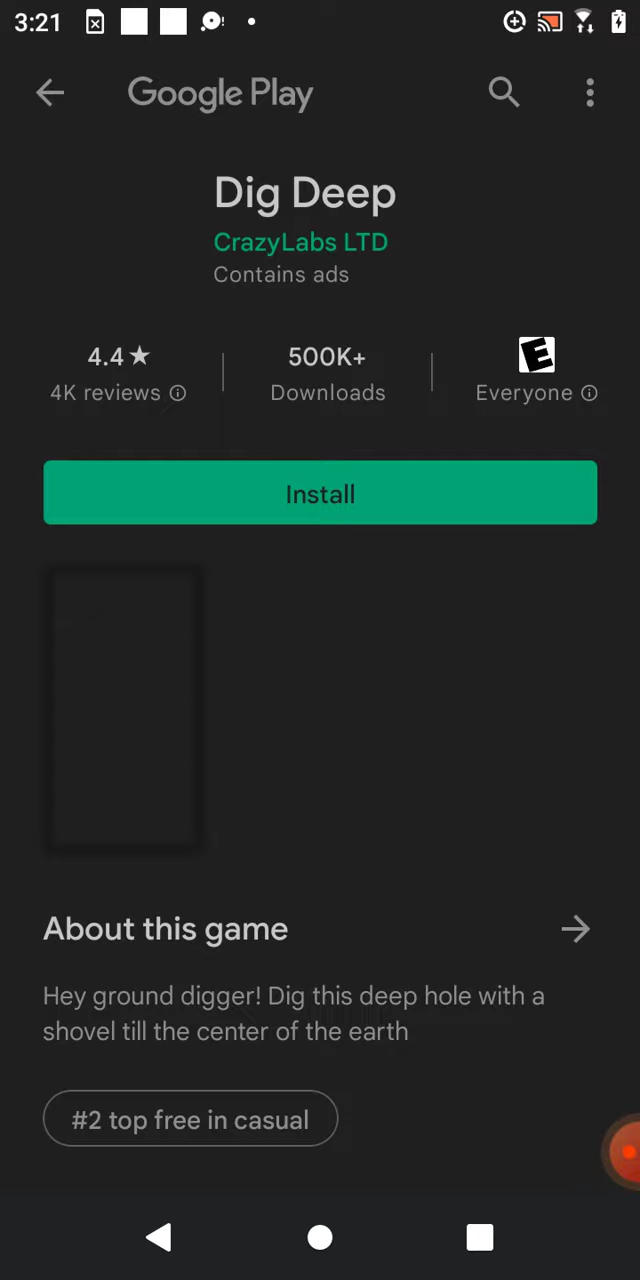 3:21
Google Play
Dig Deep
CrazyLabs LTD
Contains ads
4.4★
500K+
E
4K reviews
Downloads
Everyone
Install
About this game
Hey ground digger! Dig this deep hole with a
shovel till the center of the earth
#2 top free in casual